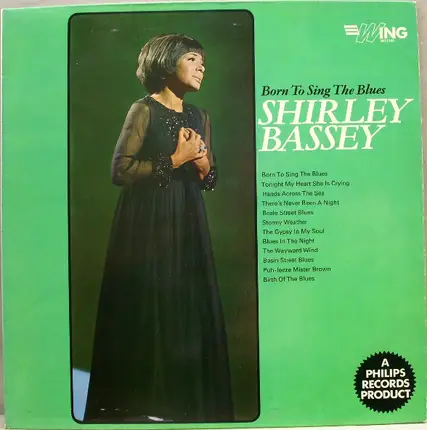 WING
Born To Sing The Blues
SHIRLEY
BASSEY
Born To Sing The Blues
Tonight My Heart She Is Crying
Hands Across The Sea
There's Never Been A Night
Beale Street Blues
Stormy Weather
The Gypsy In My Soul
Blues In The Night
The Wayward Wind
Basin Street Blues
Puh-leeze Mister Brown
Birth Of The Blues
A
PHILIPS
RECORDS
PRODUCT